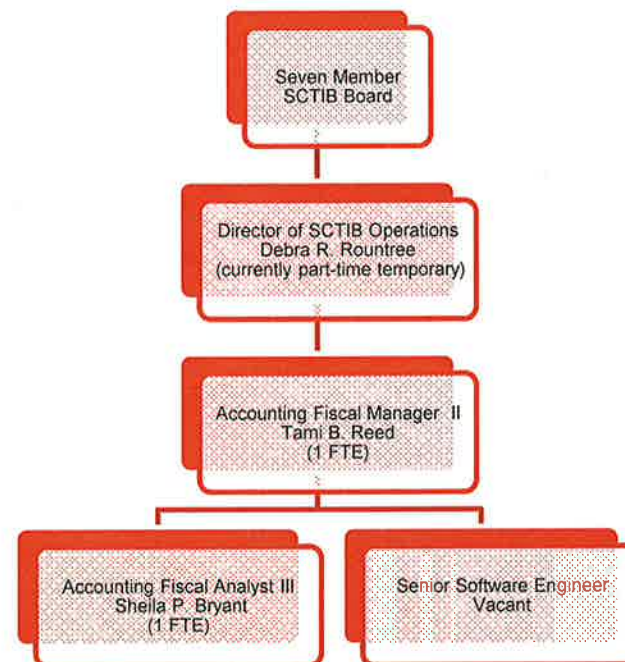 Seven Member
SCTIB Board
Director of SCTIB Operations
Debra R. Rountree
(currently part-time temporary)
Accounting Fiscal Manager II
Tami B. Reed
(1 FTE)
Accounting Fiscal Analyst III
Sheila P. Bryant
(1 FTE)
Senior Software Engineer
Vacant